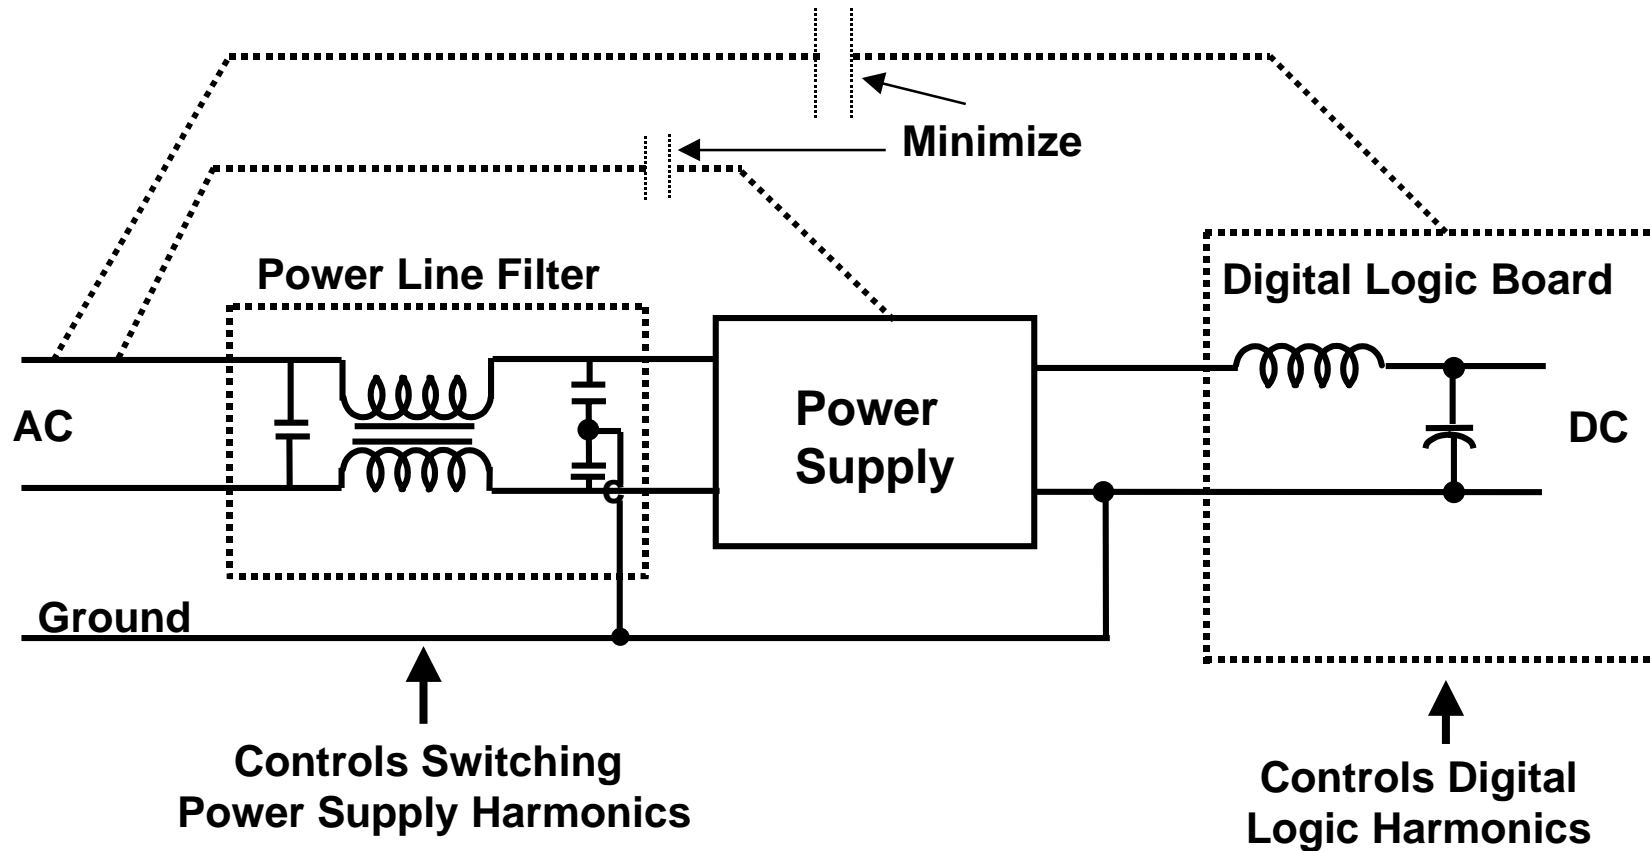 Minimize
Power Line Filter
Digital Logic Board
AC
Power
Supply
DC
Ground
Controls Switching
Power Supply Harmonics
Controls Digital
Logic Harmonics